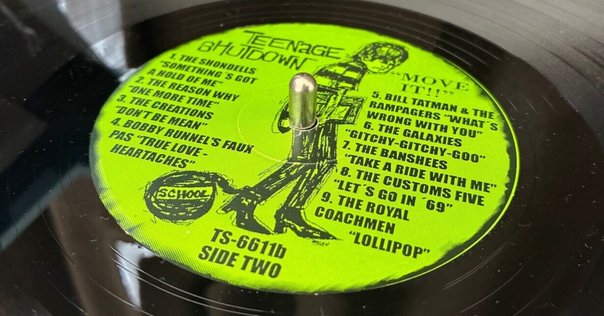 TEENAGE
SHUTDOWN
"MOVE
IT!!"
1. THE SHONDELLS
"SOMETHING'S GOT
A HOLD OF ME"
2. THE REASON WHY
"ONE MORE TIME"
3. THE CREATIONS
"DON'T BE MEAN"
4. BOBBY RUNNEL'S FAUX
PAS "TRUE LOVE -
HEARTACHES"
5. BILL TATMAN & THE
RAMPAGERS "WHAT´S
WRONG WITH YOU"
6. THE GALAXIES
"GITCHY-GITCHY-GOO"
7. THE BANSHEES
"TAKE A RIDE WITH ME"
8. THE CUSTOMS FIVE
"LET´S GO IN ´69"
9. THE ROYAL
COACHMEN
"LOLLIPOP"
SCHOOL
TS-6611b
SIDE TWO